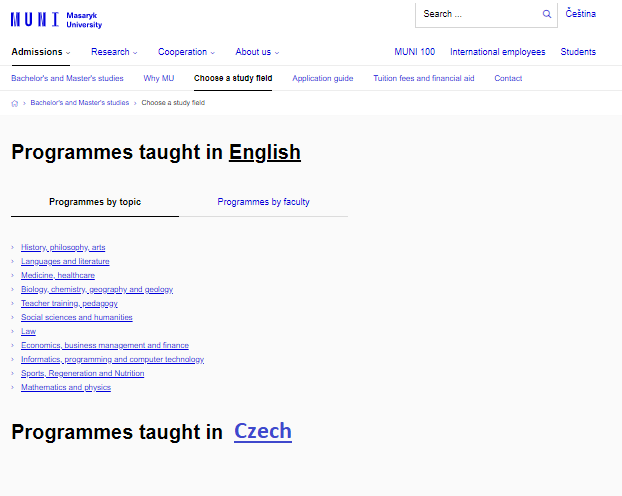 MUNI Masaryk University
Search ...
Čeština
Admissions Research Cooperation About us MUNI 100 International employees Students
Bachelor's and Master's studies Why MU Choose a study field Application guide Tuition fees and financial aid Contact
Bachelor's and Master's studies › Choose a study field
Programmes taught in English
Programmes by topic Programmes by faculty
History, philosophy, arts
Languages and literature
Medicine, healthcare
Biology, chemistry, geography and geology
Teacher training, pedagogy
Social sciences and humanities
Law
Economics, business management and finance
Informatics, programming and computer technology
Sports, Regeneration and Nutrition
Mathematics and physics
Programmes taught in Czech